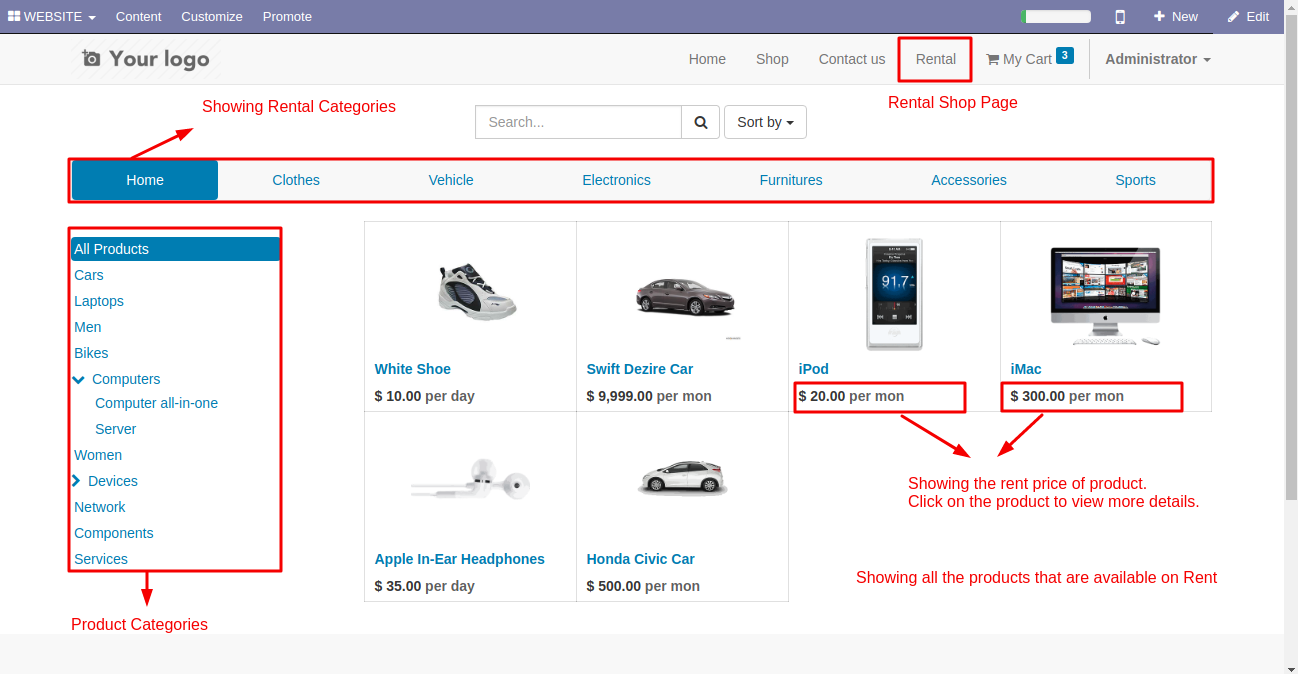 WEBSITE Content Customize Promote New Edit
Your logo Home Shop Contact us Rental My Cart 3 Administrator
Showing Rental Categories
Rental Shop Page
Search... Sort by
Home Clothes Vehicle Electronics Furnitures Accessories Sports
All Products
Cars
Laptops
Men
Bikes
Computers
Computer all-in-one
Server
Women
Devices
Network
Components
Services
Product Categories
91.7
White Shoe Swift Dezire Car iPod iMac
$ 10.00 per day $ 9,999.00 per mon $ 20.00 per mon $ 300.00 per mon
Showing the rent price of product.
Click on the product to view more details.
Apple In-Ear Headphones Honda Civic Car
$ 35.00 per day $ 500.00 per mon
Showing all the products that are available on Rent